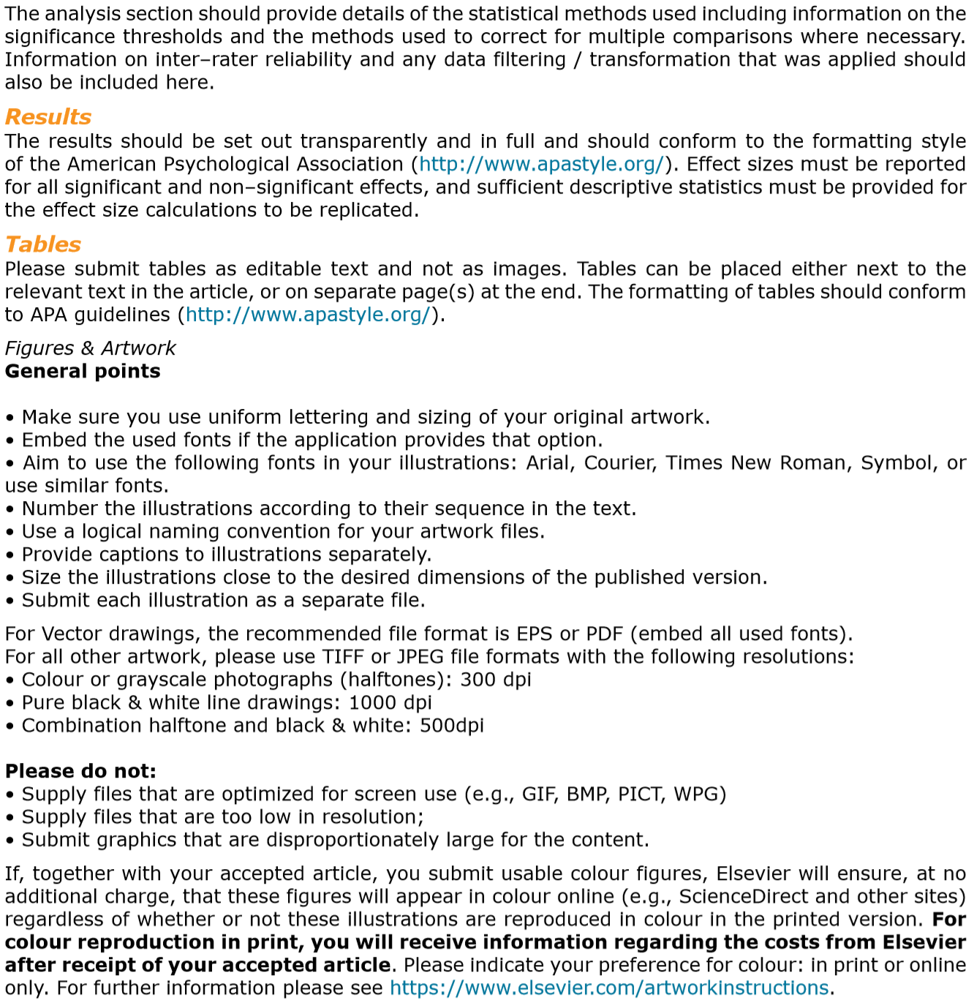 The analysis section should provide details of the statistical methods used including information on the
significance thresholds and the methods used to correct for multiple comparisons where necessary.
Information on inter–rater reliability and any data filtering / transformation that was applied should
also be included here.
Results
The results should be set out transparently and in full and should conform to the formatting style
of the American Psychological Association (http://www.apastyle.org/). Effect sizes must be reported
for all significant and non–significant effects, and sufficient descriptive statistics must be provided for
the effect size calculations to be replicated.
Tables
Please submit tables as editable text and not as images. Tables can be placed either next to the
relevant text in the article, or on separate page(s) at the end. The formatting of tables should conform
to APA guidelines (http://www.apastyle.org/).
Figures & Artwork
General points
• Make sure you use uniform lettering and sizing of your original artwork.
• Embed the used fonts if the application provides that option.
• Aim to use the following fonts in your illustrations: Arial, Courier, Times New Roman, Symbol, or
use similar fonts.
• Number the illustrations according to their sequence in the text.
• Use a logical naming convention for your artwork files.
• Provide captions to illustrations separately.
• Size the illustrations close to the desired dimensions of the published version.
• Submit each illustration as a separate file.
For Vector drawings, the recommended file format is EPS or PDF (embed all used fonts).
For all other artwork, please use TIFF or JPEG file formats with the following resolutions:
• Colour or grayscale photographs (halftones): 300 dpi
• Pure black & white line drawings: 1000 dpi
• Combination halftone and black & white: 500dpi
Please do not:
• Supply files that are optimized for screen use (e.g., GIF, BMP, PICT, WPG)
• Supply files that are too low in resolution;
• Submit graphics that are disproportionately large for the content.
If, together with your accepted article, you submit usable colour figures, Elsevier will ensure, at no
additional charge, that these figures will appear in colour online (e.g., ScienceDirect and other sites)
regardless of whether or not these illustrations are reproduced in colour in the printed version. For
colour reproduction in print, you will receive information regarding the costs from Elsevier
after receipt of your accepted article. Please indicate your preference for colour: in print or online
only. For further information please see https://www.elsevier.com/artworkinstructions.